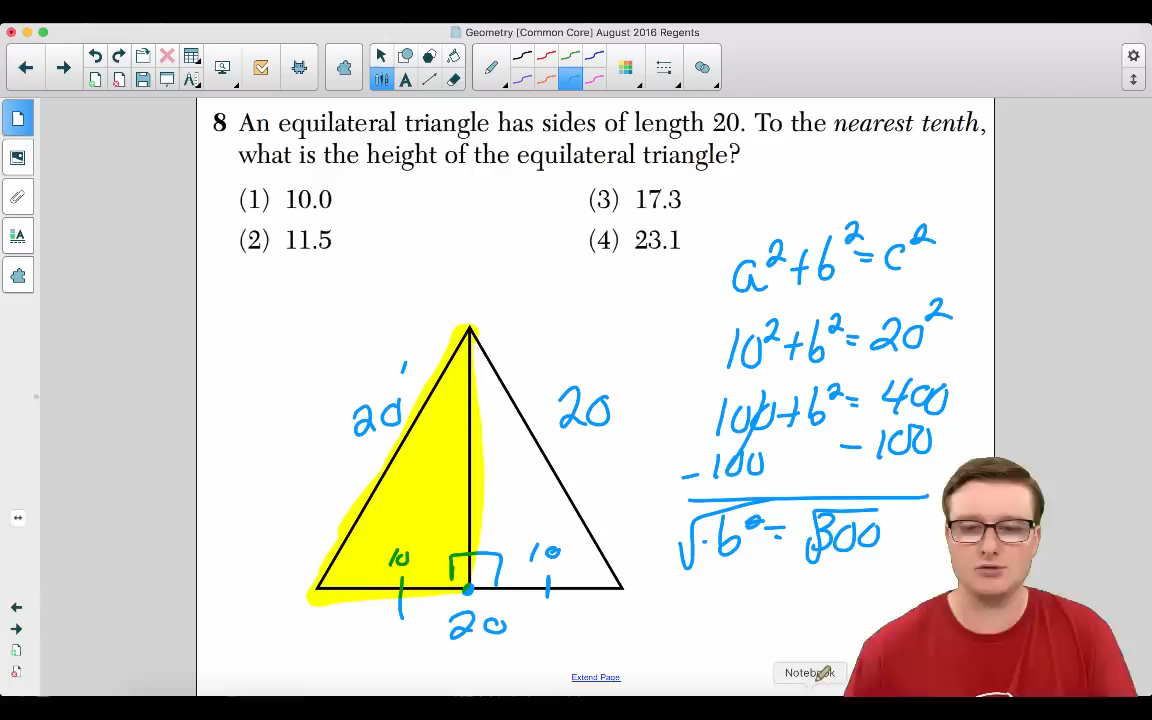 Geometry [Common Core] August 2016 Regents
8 An equilateral triangle has sides of length 20. To the nearest tenth,
what is the height of the equilateral triangle?
(1) 10.0
(3) 17.3
(2) 11.5
(4) 23.1
a²+b²=c²
10²+b²=20²
100+b²=400
-100 -100
√b²=√300
20
20
10
10
20
Extend Page
Notebook